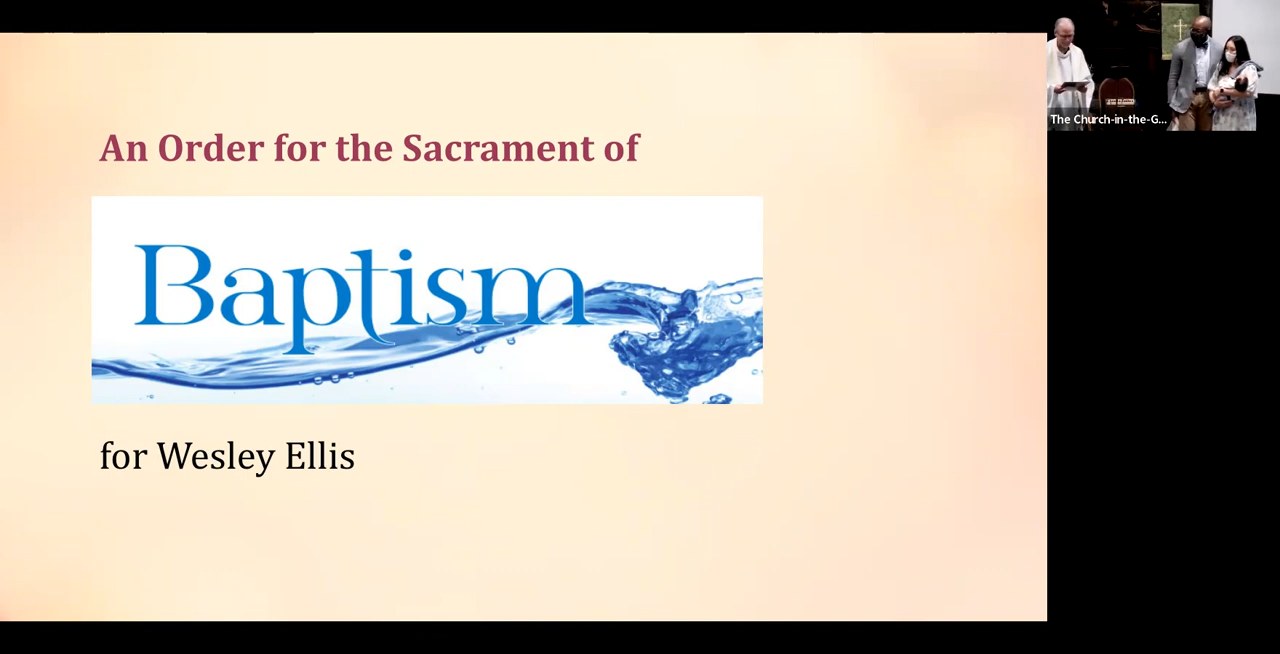 An Order for the Sacrament of
Baptism
for Wesley Ellis
The Church-in-the-G...